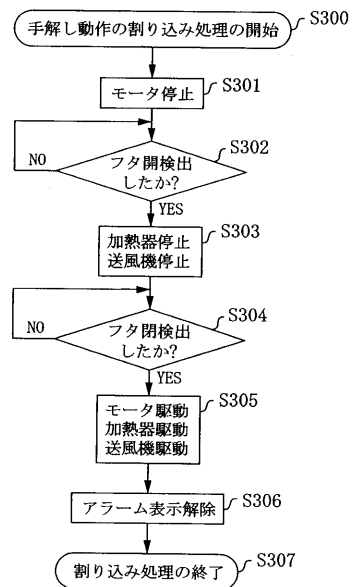 手解し動作の割り込み処理の開始
S300
モータ停止
S301
フタ開検出
したか?
S302
NO
YES
加熱器停止
送風機停止
S303
フタ閉検出
したか?
S304
NO
YES
モータ駆動
加熱器駆動
送風機駆動
S305
アラーム表示解除
S306
割り込み処理の終了
S307